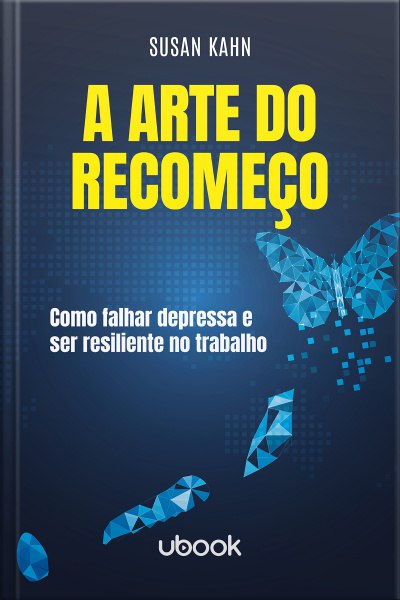 SUSAN KAHN
A ARTE DO
RECOMEÇO
Como falhar depressa e
ser resiliente no trabalho
ubook